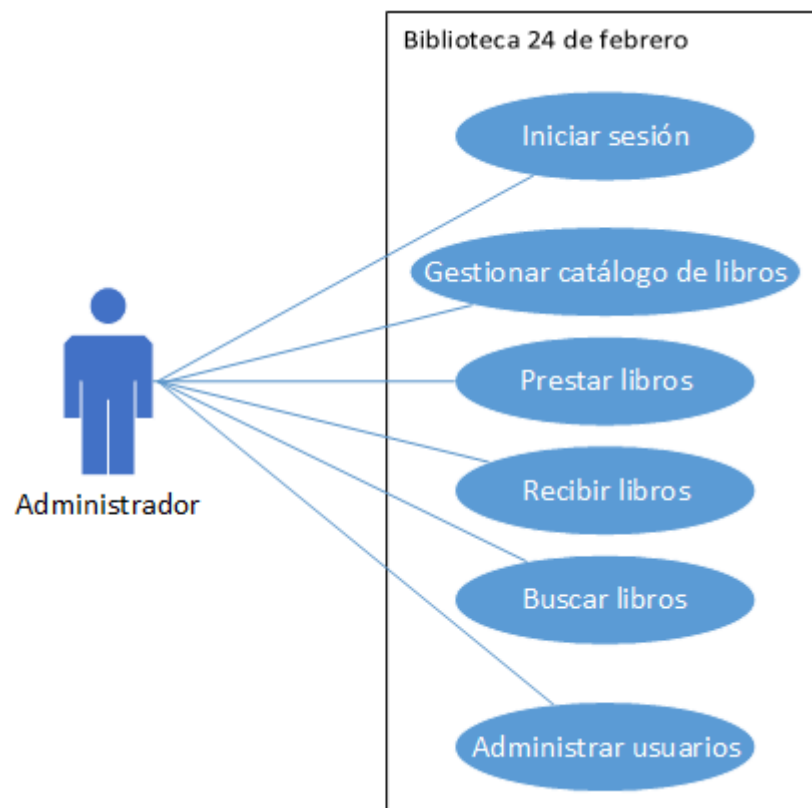 Biblioteca 24 de febrero
Iniciar sesión
Gestionar catálogo de libros
Prestar libros
Recibir libros
Administrador
Buscar libros
Administrar usuarios